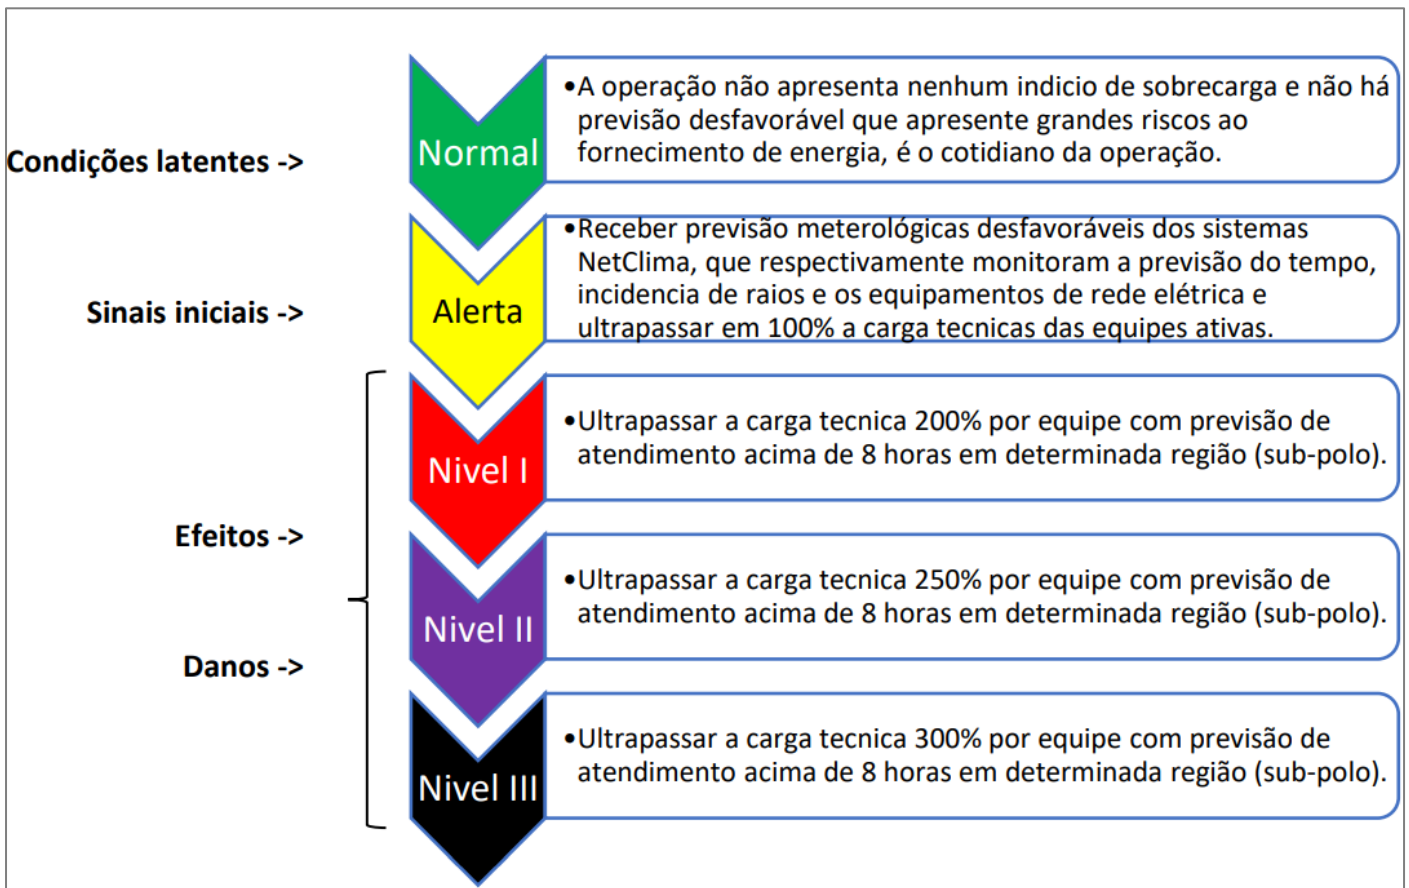 Condições latentes ->
Normal
•A operação não apresenta nenhum indicio de sobrecarga e não há
previsão desfavorável que apresente grandes riscos ao
fornecimento de energia, é o cotidiano da operação.
Sinais iniciais ->
Alerta
•Receber previsão meterológicas desfavoráveis dos sistemas
NetClima, que respectivamente monitoram a previsão do tempo,
incidencia de raios e os equipamentos de rede elétrica e
ultrapassar em 100% a carga tecnicas das equipes ativas.
Efeitos ->
Danos ->
Nivel I
•Ultrapassar a carga tecnica 200% por equipe com previsão de
atendimento acima de 8 horas em determinada região (sub-polo).
Nivel II
•Ultrapassar a carga tecnica 250% por equipe com previsão de
atendimento acima de 8 horas em determinada região (sub-polo).
Nivel III
•Ultrapassar a carga tecnica 300% por equipe com previsão de
atendimento acima de 8 horas em determinada região (sub-polo).